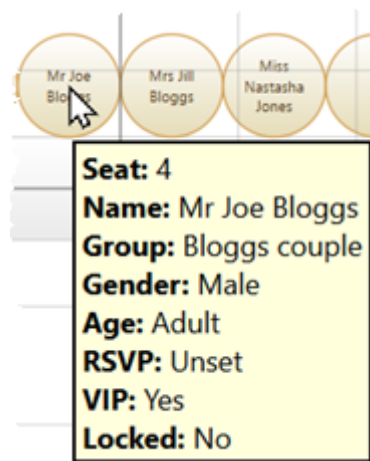 Mr Joe
Bloggs
Mrs Jill
Bloggs
Miss
Nastasha
Jones
Seat: 4
Name: Mr Joe Bloggs
Group: Bloggs couple
Gender: Male
Age: Adult
RSVP: Unset
VIP: Yes
Locked: No